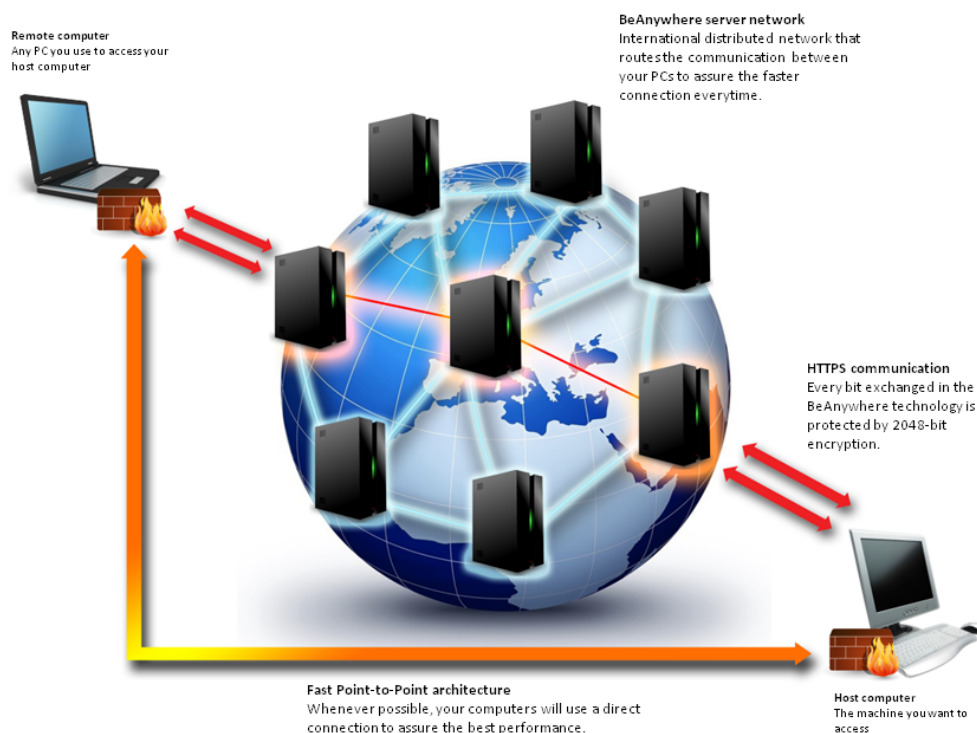 Remote computer
Any PC you use to access your
host computer
BeAnywhere server network
International distributed network that
routes the communication between
your PCs to assure the faster
connection everytime.
HTTPS communication
Every bit exchanged in the
BeAnywhere technology is
protected by 2048-bit
encryption.
Fast Point-to-Point architecture
Whenever possible, your computers will use a direct
connection to assure the best performance.
Host computer
The machine you want to
access